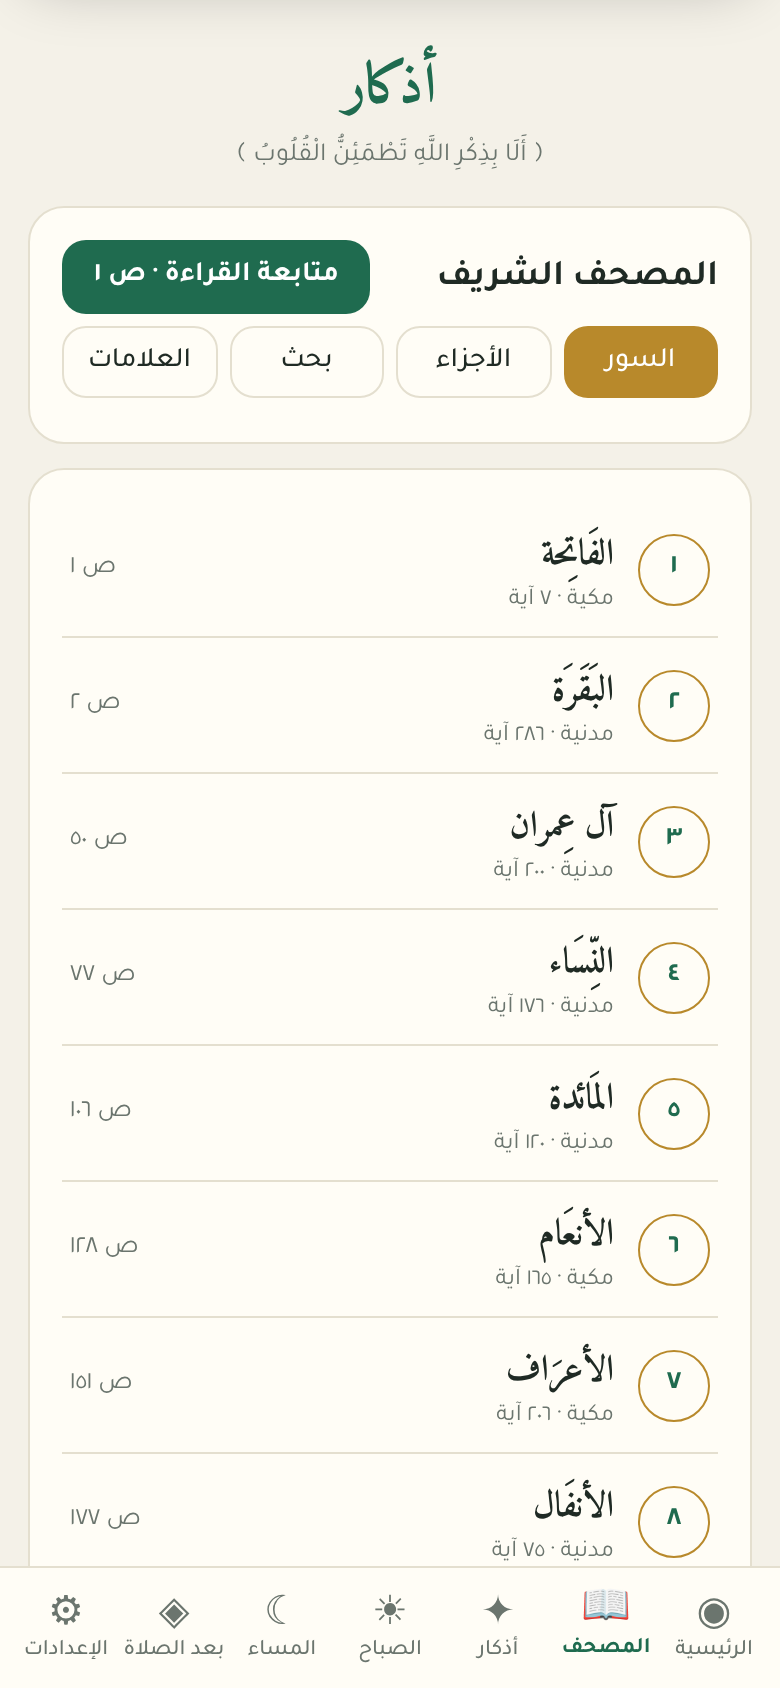 أذكار
﴿ أَلَا بِذِكْرِ اللَّهِ تَطْمَئِنُّ الْقُلُوبُ ﴾
المصحف الشريف
متابعة القراءة · ص ١
السور
الأجزاء
بحث
العلامات
١
الفَاتِحة
مكية · ٧ آية
ص ١
٢
البَقَرَة
مدنية · ٢٨٦ آية
ص ٢
٣
آل عِمران
مدنية · ٢٠٠ آية
ص ٥٠
٤
النِّسَاء
مدنية · ١٧٦ آية
ص ٧٧
٥
المَائدة
مدنية · ١٢٠ آية
ص ١٠٦
٦
الأنعَام
مكية · ١٦٥ آية
ص ١٢٨
٧
الأعرَاف
مكية · ٢٠٦ آية
ص ١٥١
٨
الأنفَال
مدنية · ٧٥ آية
ص ١٧٧
الرئيسية
المصحف
أذكار
الصباح
المساء
بعد الصلاة
الإعدادات